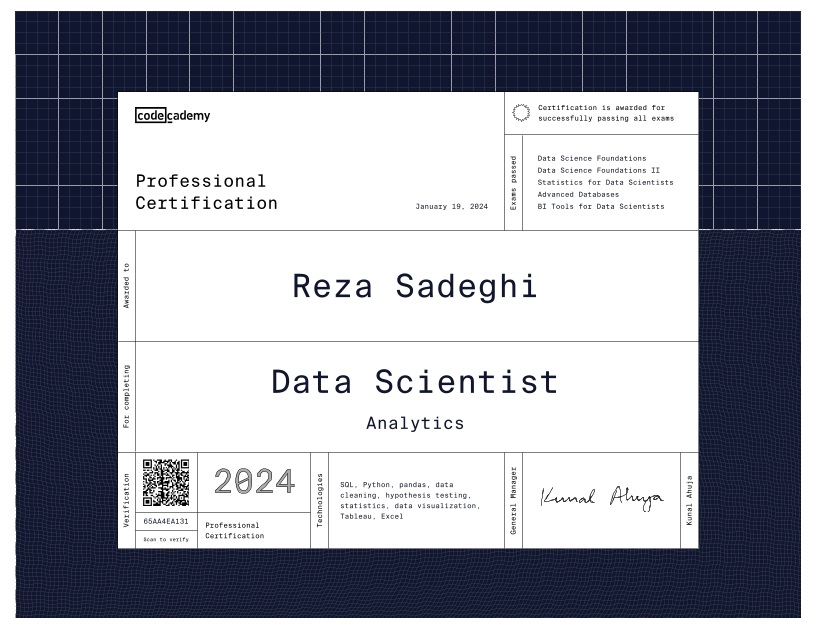 codecademy
Certification is awarded for
successfully passing all exams
Professional
Certification
January 19, 2024
Exams passed
Data Science Foundations
Data Science Foundations II
Statistics for Data Scientists
Advanced Databases
BI Tools for Data Scientists
Awarded to
Reza Sadeghi
For completing
Data Scientist
Analytics
Verification
65AA4EA131
Scan to verify
2024
Professional
Certification
Technologies
SQL, Python, pandas, data
cleaning, hypothesis testing,
statistics, data visualization,
Tableau, Excel
General Manager
Kunal Ahuja
Kunal Ahuja